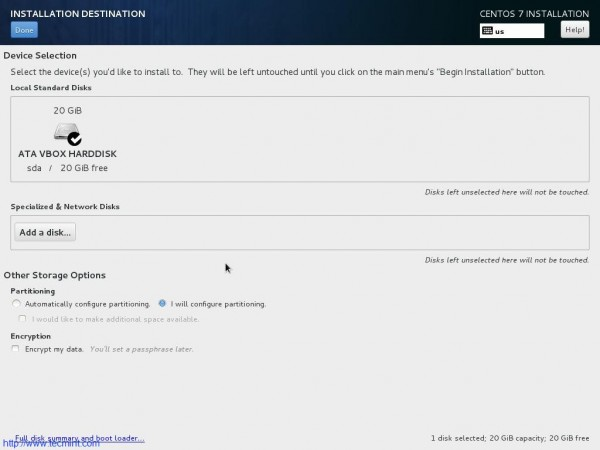 INSTALLATION DESTINATION
CENTOS 7 INSTALLATION
Done
us
Help!
Device Selection
Select the device(s) you'd like to install to. They will be left untouched until you click on the main menu's "Begin Installation" button.
Local Standard Disks
20 GiB
ATA VBOX HARDDISK
sda / 20 GiB free
Disks left unselected here will not be touched.
Specialized & Network Disks
Add a disk...
Disks left unselected here will not be touched.
Other Storage Options
Partitioning
Automatically configure partitioning. I will configure partitioning.
I would like to make additional space available.
Encryption
Encrypt my data. You'll set a passphrase later.
Full disk summary and boot loader...
1 disk selected; 20 GiB capacity; 20 GiB free
http://www.tecmint.com